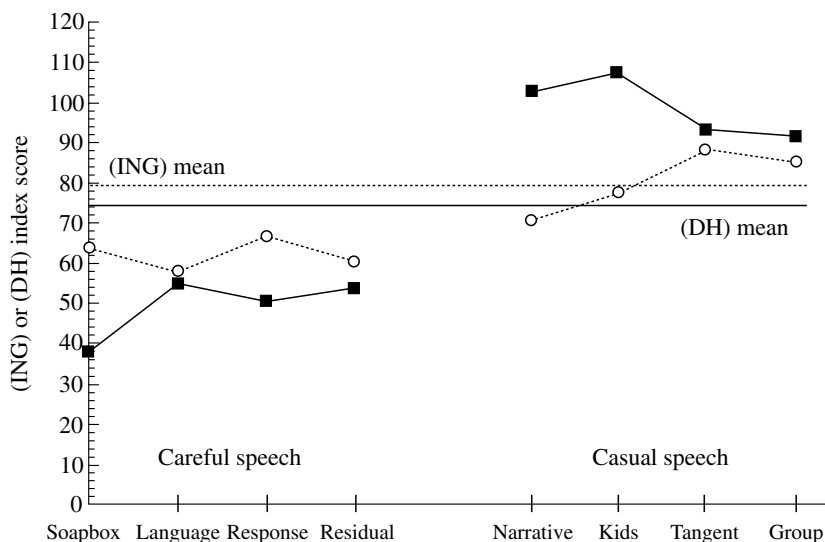 120
110
100
90
80
70
60
50
40
30
20
10
0
(ING) or (DH) index score
(ING) mean
(DH) mean
Careful speech
Casual speech
Soapbox Language Response Residual Narrative Kids Tangent Group